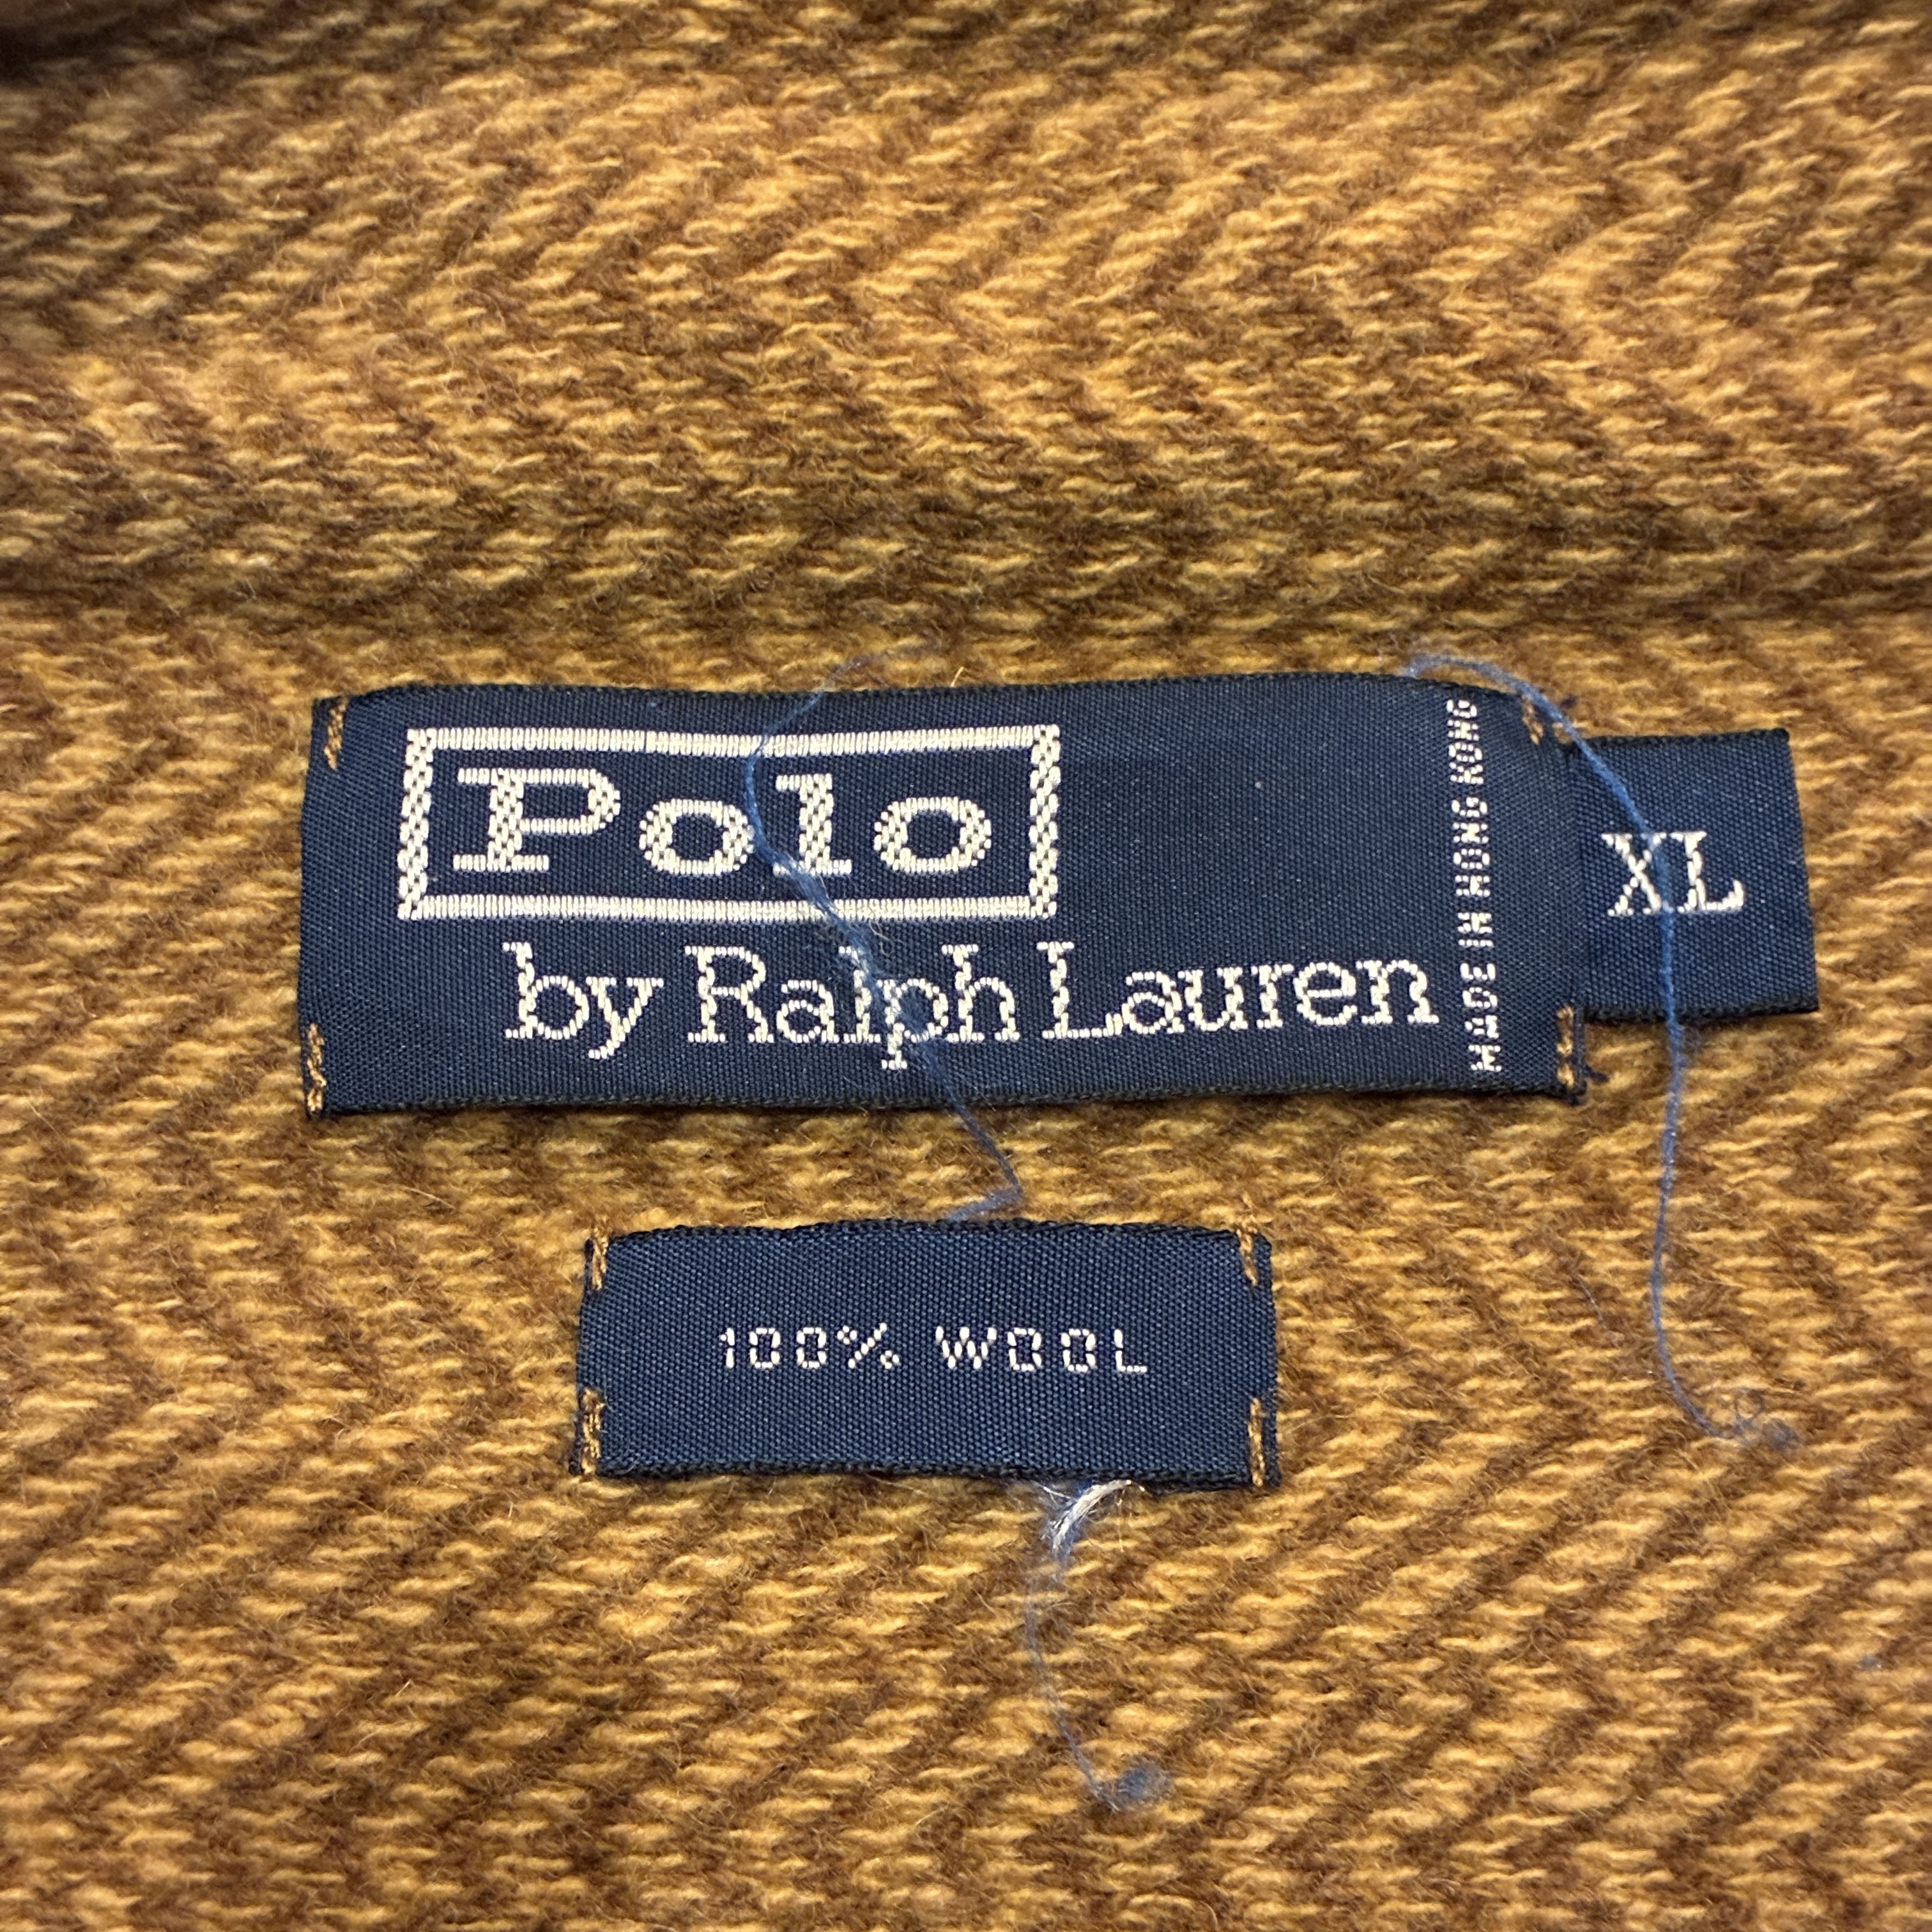 Polo
by Ralph Lauren
MADE IN HONG KONG
XL
100% WOOL